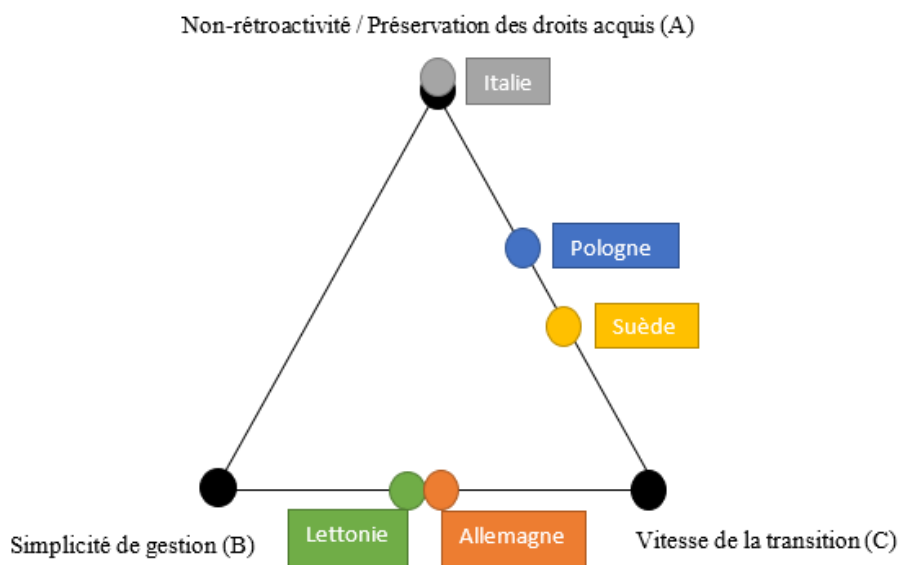 Non-rétroactivité / Préservation des droits acquis (A)
Italie
Pologne
Suède
Lettonie
Allemagne
Simplicité de gestion (B)
Vitesse de la transition (C)